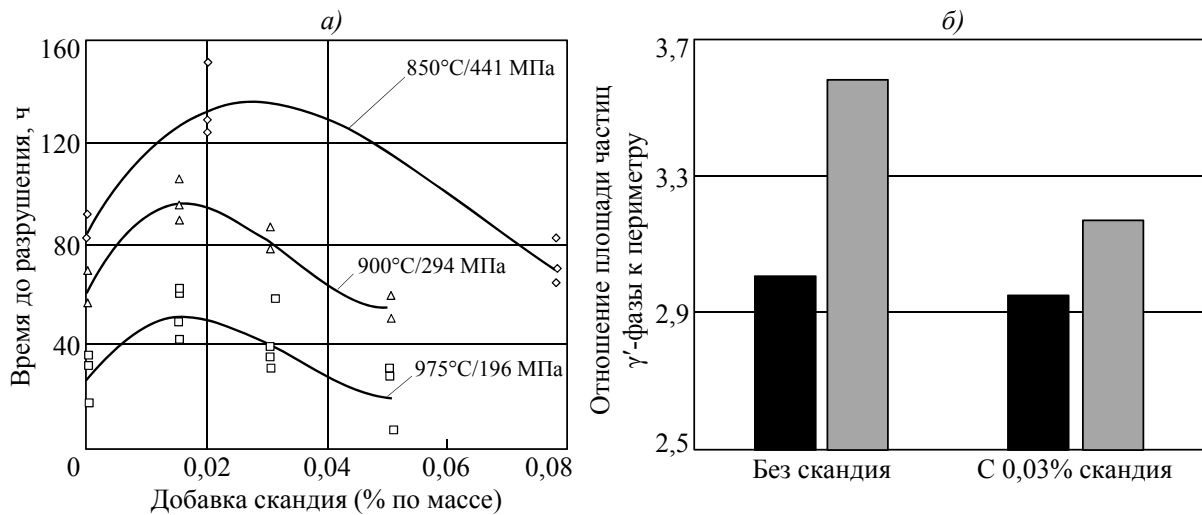 а)
160
120
80
40
0
Время до разрушения, ч
850°C/441 МПа
900°C/294 МПа
975°C/196 МПа
0,02
0,04
0,06
0,08
Добавка скандия (% по массе)
б)
3,7
3,3
2,9
2,5
Отношение площади частиц
γ′-фазы к периметру
Без скандия
С 0,03% скандия